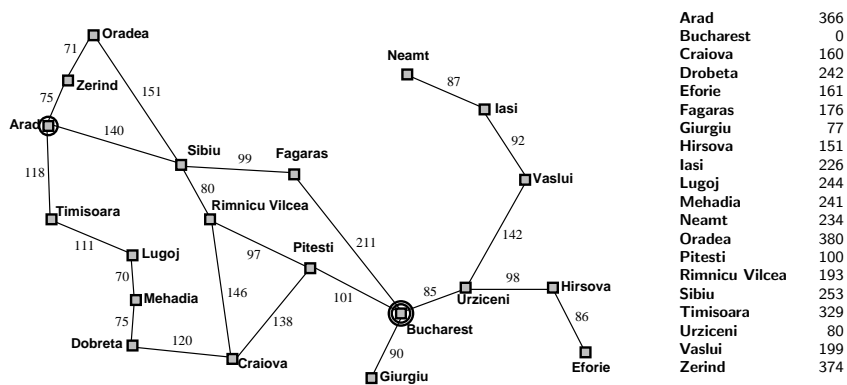 Oradea
71
Neamt
87
Zerind
75
151
Iasi
Arad
140
92
Sibiu
99
Fagaras
118
80
Vaslui
Rimnicu Vilcea
Timisoara
111
Lugoj
97
Pitesti
211
142
70
98
Hirsova
Mehadia
146
101
85
Urziceni
75
138
86
Bucharest
Dobreta
120
90
Craiova
Eforie
Giurgiu
Arad 366
Bucharest 0
Craiova 160
Drobeta 242
Eforie 161
Fagaras 176
Giurgiu 77
Hirsova 151
Iasi 226
Lugoj 244
Mehadia 241
Neamt 234
Oradea 380
Pitesti 100
Rimnicu Vilcea 193
Sibiu 253
Timisoara 329
Urziceni 80
Vaslui 199
Zerind 374